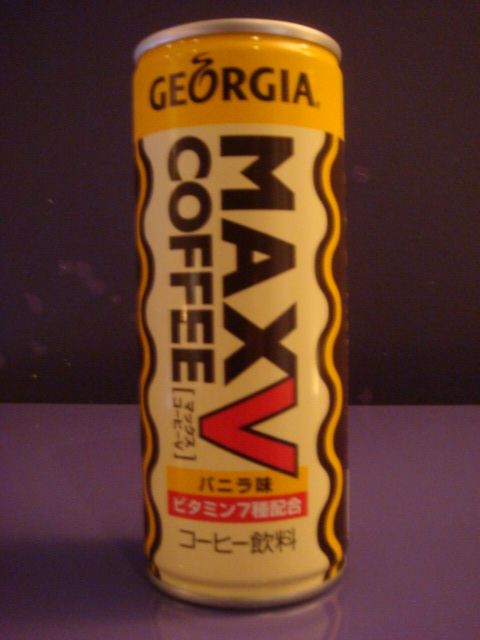 GEORGIA
MAX V
COFFEE
[マックス
コーヒーV]
バニラ味
ビタミン7種配合
コーヒー飲料